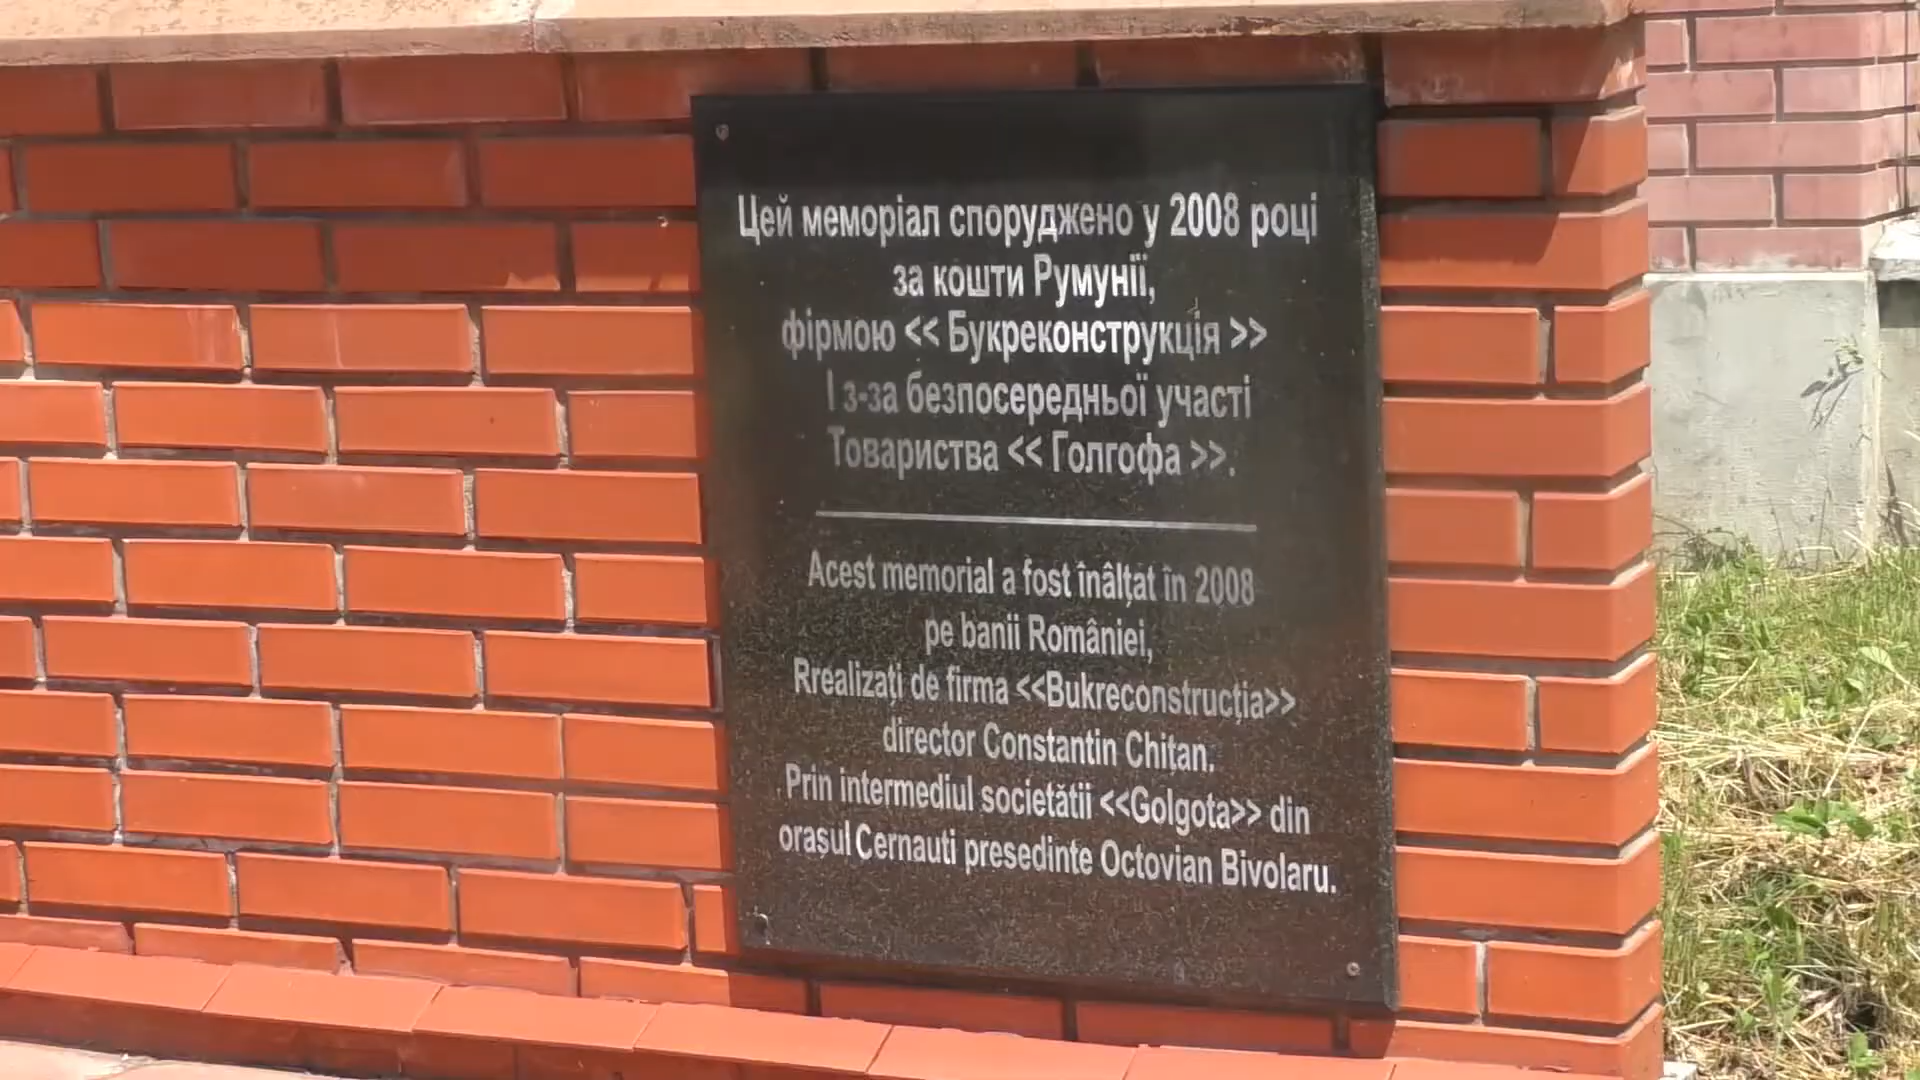 Цей меморіал споруджено у 2008 році
за кошти Румунії,
фірмою << Букреконструкція >>
І з-за безпосередньої участі
Товариства << Голгофа >>.
Acest memorial a fost înâlțat în 2008
pe banii României,
Rrealizați de firma <<Bukreconstrucția>>
director Constantin Chițan.
Prin intermediul societătii <<Golgota>> din
orașul Cernauti presedinte Octovian Bivolaru.